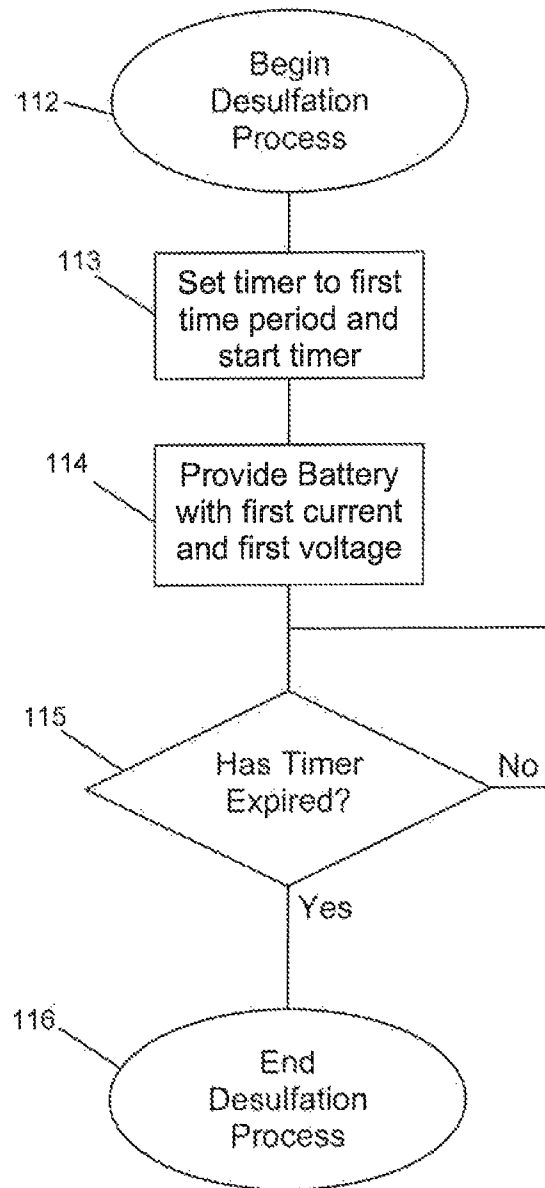 112
Begin
Desulfation
Process
113
Set timer to first
time period and
start timer
114
Provide Battery
with first current
and first voltage
115
Has Timer
Expired?
No
Yes
116
End
Desulfation
Process